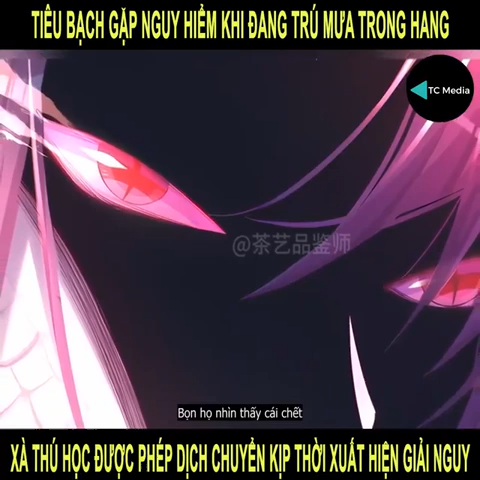 TIÊU BẠCH GẶP NGUY HIỂM KHI ĐANG TRÚ MƯA TRONG HANG
TC Media
@茶艺品鉴师
Bọn họ nhìn thấy cái chết
XÀ THÚ HỌC ĐƯỢC PHÉP DỊCH CHUYỂN KỊP THỜI XUẤT HIỆN GIẢI NGUY